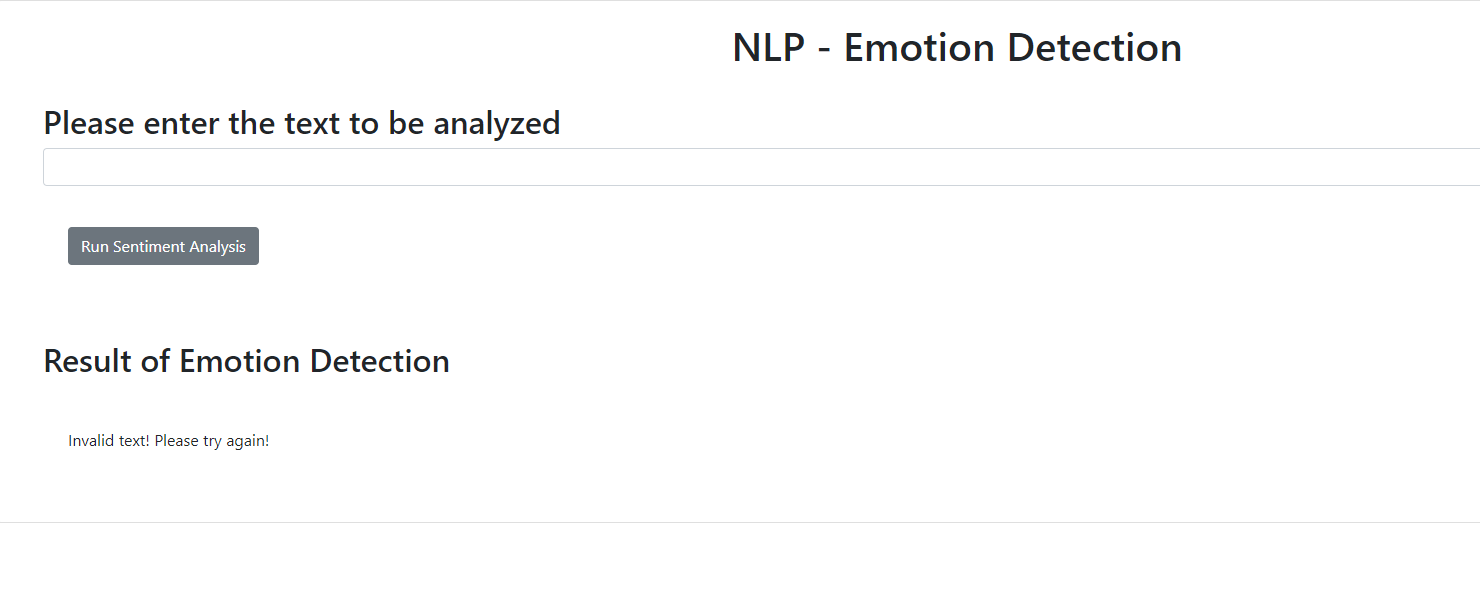 NLP - Emotion Detection
Please enter the text to be analyzed
Run Sentiment Analysis
Result of Emotion Detection
Invalid text! Please try again!